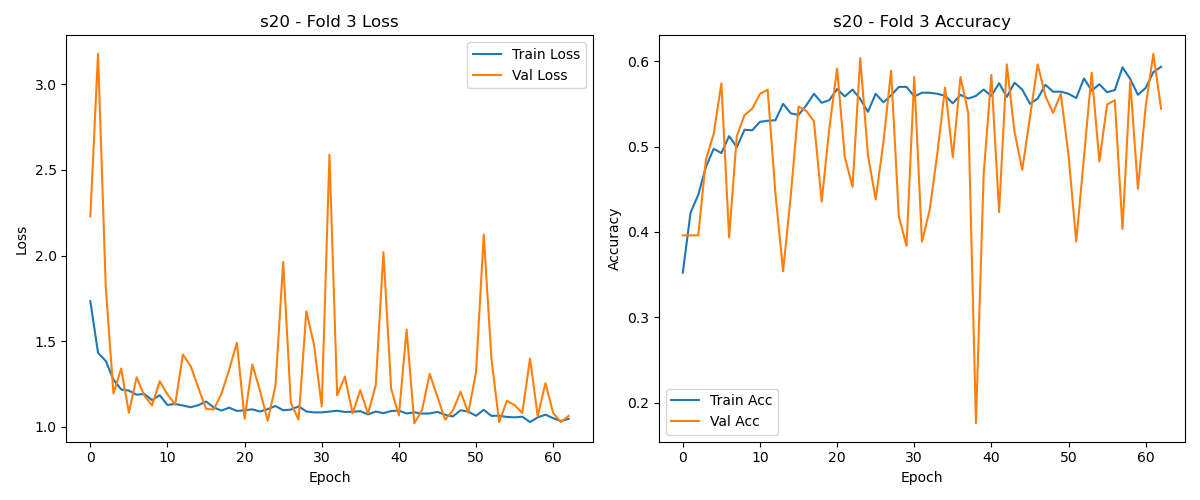 s20 - Fold 3 Loss
Train Loss
Val Loss
3.0
2.5
2.0
1.5
1.0
Loss
0 10 20 30 40 50 60
Epoch
s20 - Fold 3 Accuracy
0.6
0.5
0.4
0.3
0.2
Accuracy
Train Acc
Val Acc
0 10 20 30 40 50 60
Epoch